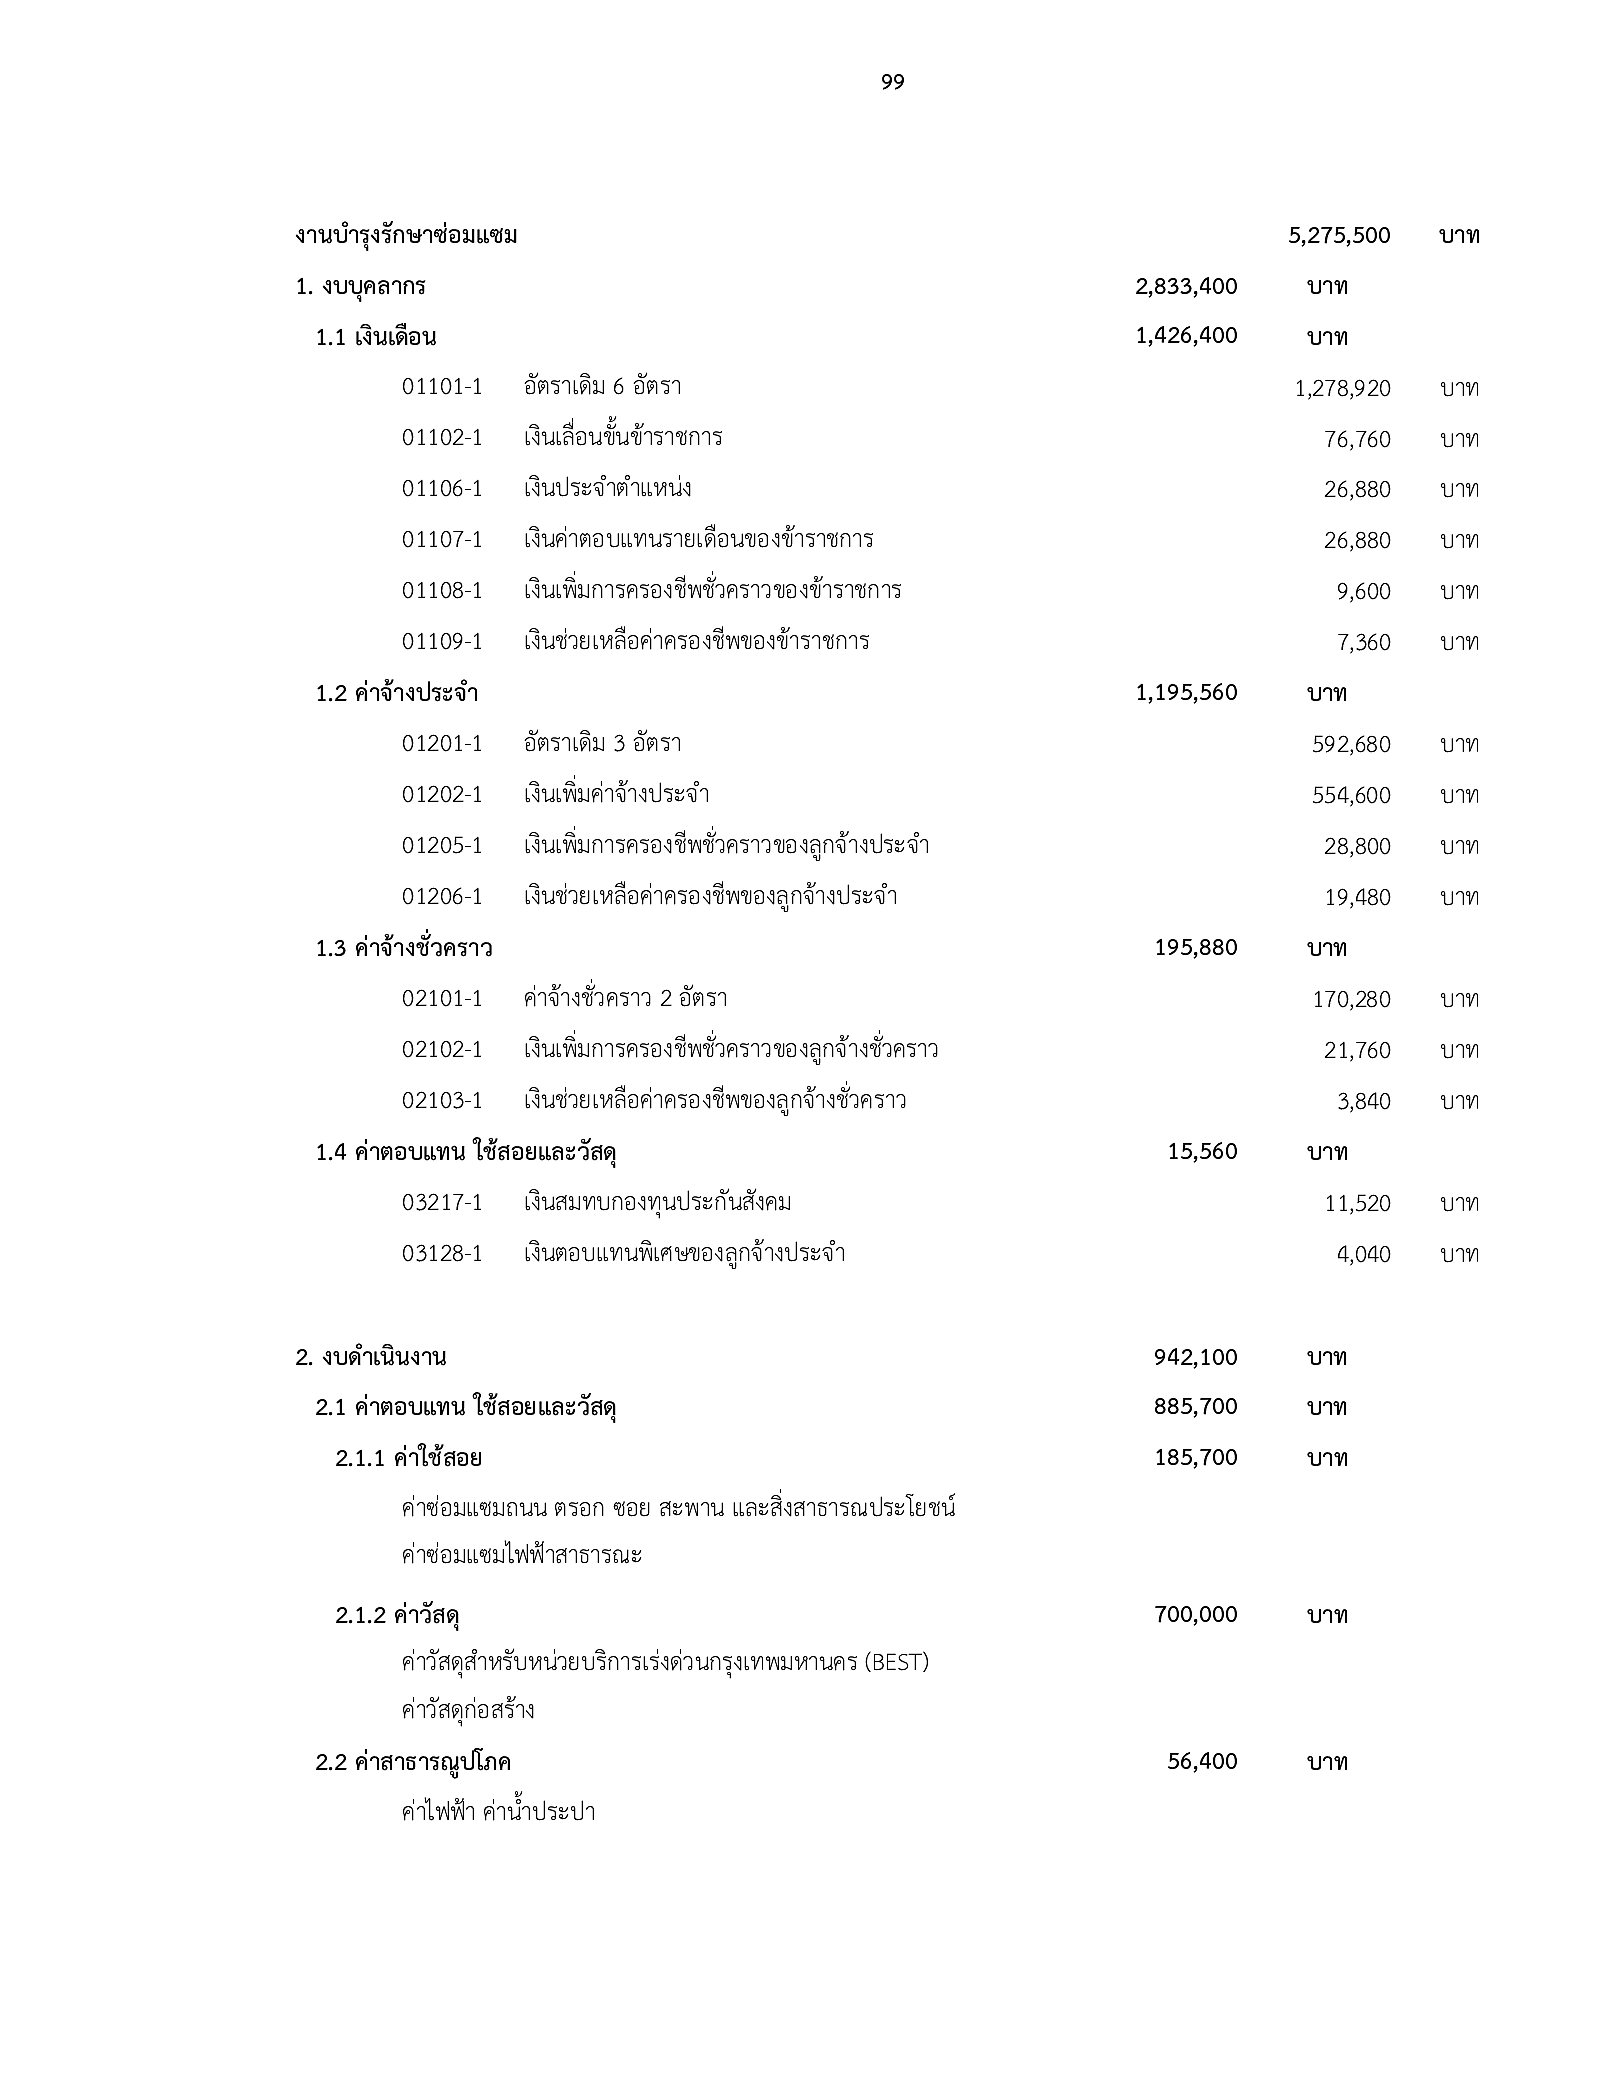 99
งานบำรุงรักษาซ่อมแซม 5,275,500 บาท
1. งบบุคลากร 2,833,400 บาท
1.1 เงินเดือน 1,426,400 บาท
01101-1 อัตราเดิม 6 อัตรา 1,278,920 บาท
01102-1 เงินเลื่อนขั้นข้าราชการ 76,760 บาท
01106-1 เงินประจำตำแหน่ง 26,880 บาท
01107-1 เงินค่าตอบแทนรายเดือนของข้าราชการ 26,880 บาท
01108-1 เงินเพิ่มการครองชีพชั่วคราวของข้าราชการ 9,600 บาท
01109-1 เงินช่วยเหลือค่าครองชีพของข้าราชการ 7,360 บาท
1.2 ค่าจ้างประจำ 1,195,560 บาท
01201-1 อัตราเดิม 3 อัตรา 592,680 บาท
01202-1 เงินเพิ่มค่าจ้างประจำ 554,600 บาท
01205-1 เงินเพิ่มการครองชีพชั่วคราวของลูกจ้างประจำ 28,800 บาท
01206-1 เงินช่วยเหลือค่าครองชีพของลูกจ้างประจำ 19,480 บาท
1.3 ค่าจ้างชั่วคราว 195,880 บาท
02101-1 ค่าจ้างชั่วคราว 2 อัตรา 170,280 บาท
02102-1 เงินเพิ่มการครองชีพชั่วคราวของลูกจ้างชั่วคราว 21,760 บาท
02103-1 เงินช่วยเหลือค่าครองชีพของลูกจ้างชั่วคราว 3,840 บาท
1.4 ค่าตอบแทน ใช้สอยและวัสดุ 15,560 บาท
03217-1 เงินสมทบกองทุนประกันสังคม 11,520 บาท
03128-1 เงินตอบแทนพิเศษของลูกจ้างประจำ 4,040 บาท
2. งบดำเนินงาน 942,100 บาท
2.1 ค่าตอบแทน ใช้สอยและวัสดุ 885,700 บาท
2.1.1 ค่าใช้สอย 185,700 บาท
ค่าซ่อมแซมถนน ตรอก ซอย สะพาน และสิ่งสาธารณประโยชน์
ค่าซ่อมแซมไฟฟ้าสาธารณะ
2.1.2 ค่าวัสดุ 700,000 บาท
ค่าวัสดุสำหรับหน่วยบริการเร่งด่วนกรุงเทพมหานคร (BEST)
ค่าวัสดุก่อสร้าง
2.2 ค่าสาธารณูปโภค 56,400 บาท
ค่าไฟฟ้า ค่าน้ำประปา